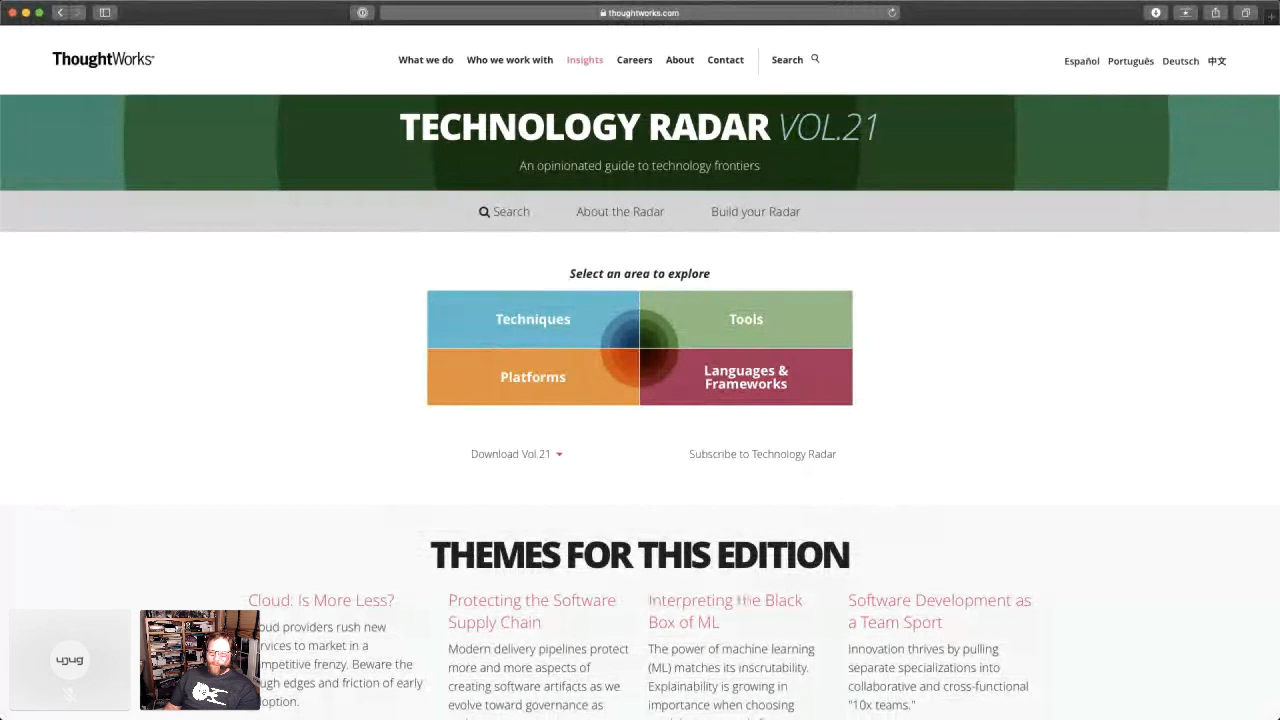 thoughtworks.com
ThoughtWorks®
What we do Who we work with Insights Careers About Contact Search
Español Português Deutsch 中文
TECHNOLOGY RADAR VOL.21
An opinionated guide to technology frontiers
Search About the Radar Build your Radar
Select an area to explore
Techniques
Tools
Platforms
Languages &
Frameworks
Download Vol.21
Subscribe to Technology Radar
THEMES FOR THIS EDITION
Cloud: Is More Less?
oud providers rush new
rvices to market in a
mpetitive frenzy. Beware the
ugh edges and friction of early
option.
Protecting the Software
Supply Chain
Modern delivery pipelines protect
more and more aspects of
creating software artifacts as we
evolve toward governance as
Interpreting the Black
Box of ML
The power of machine learning
(ML) matches its inscrutability.
Explainability is growing in
importance when choosing
Software Development as
a Team Sport
Innovation thrives by pulling
separate specializations into
collaborative and cross-functional
"10x teams."